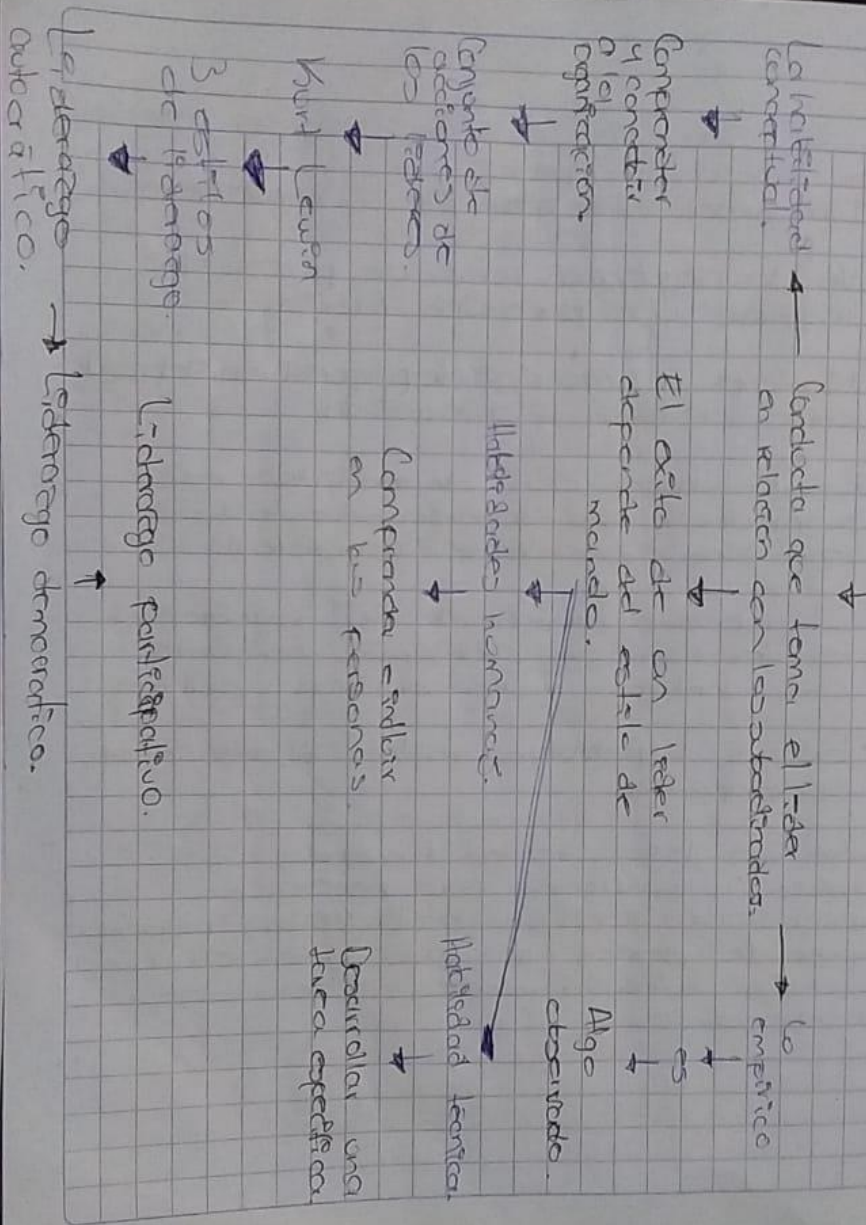 La habilidad
conceptual.
Comprender
y concebir
a la
organización.
Conjunto de
acciones de
los líderes.
Kurt Lewin
3 estilos
de liderazgo.
Liderazgo
autocrático.
Conducta que toma el líder
en relación con los subordinados.
El éxito de un líder
depende del estilo de
mando.
Habilidades humanas.
Comprender e influir
en las personas.
Liderazgo participativo.
Liderazgo democrático.
Lo
empírico
es
Algo
observado.
Habilidad técnica.
Desarrollar una
tarea específica